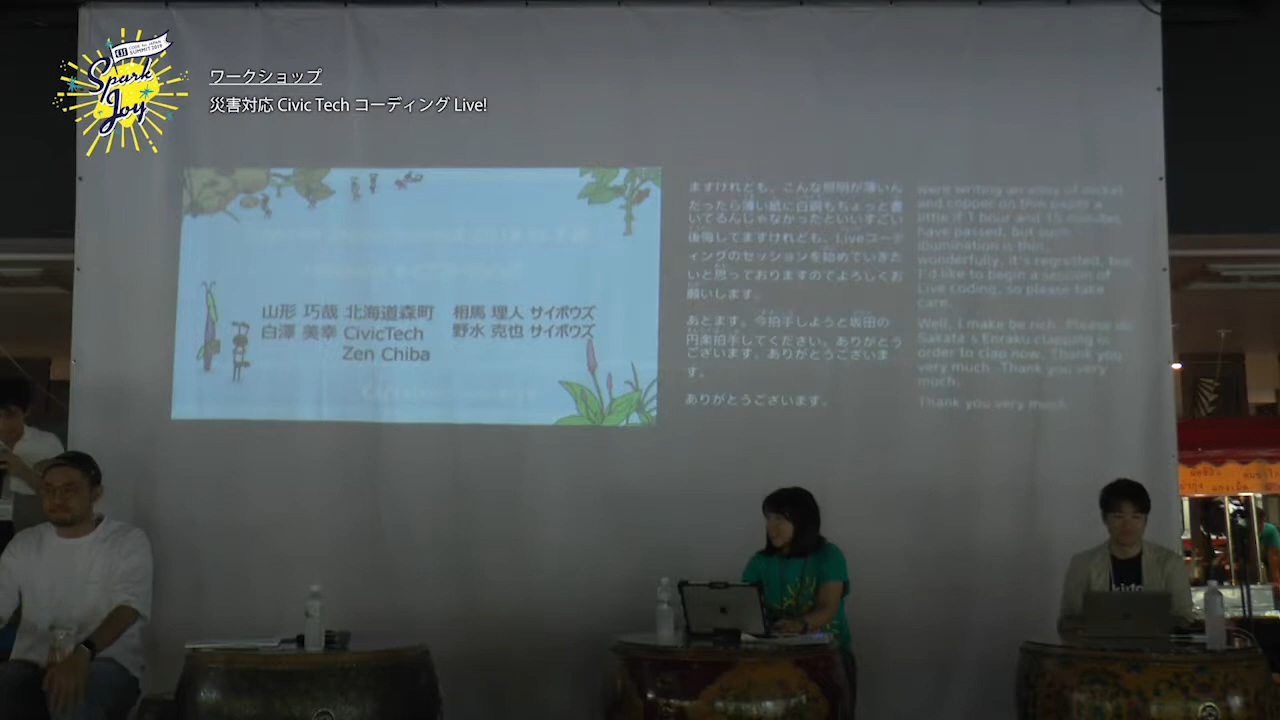 CODE for JAPAN
SUMMIT 2019
Spark
Joy
ワークショップ
災害対応 Civic Tech コーディング Live!
山形 巧哉 北海道森町
白澤 美幸 CivicTech
Zen Chiba
相馬 理人 サイボウズ
野水 克也 サイボウズ
ますけれども、こんな照明が薄いん
だったら薄い紙に白銅もちょっと書
いてるんじゃなかったといいすごい
後悔してますけれども、Liveコーデ
ィングのセッションを始めていきた
いと思っておりますのでよろしくお
願いします。
あとます。今拍手しようと坂田の
円楽拍手してください。ありがとう
ございます。ありがとうございま
す。
ありがとうございます。
were writing an alloy of nickel
and copper on thin paper a
little if 1 hour and 15 minutes
have passed, but such
illumination is thin,
wonderfully, it's regretted, but
I'd like to begin a session of
Live coding, so please take
care.
Well, I make be rich. Please do
Sakata's Enraku clapping in
order to clap now. Thank you
very much. Thank you very
much.
Thank you very much.